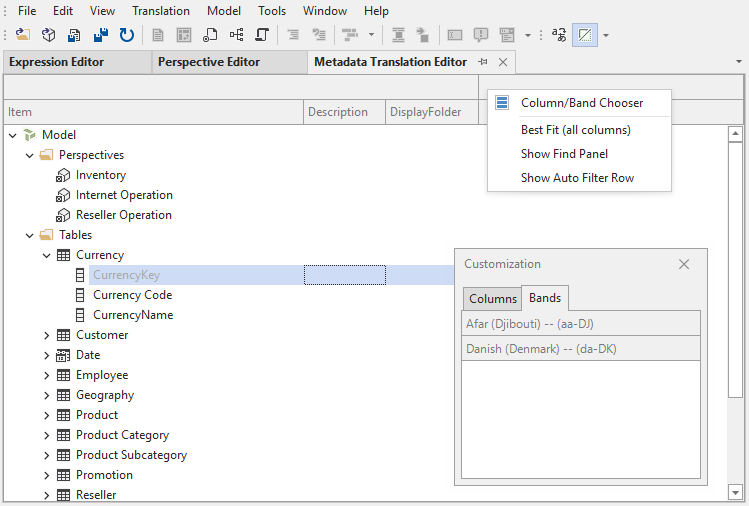 File Edit View Translation Model Tools Window Help
Expression Editor Perspective Editor Metadata Translation Editor
Item Description DisplayFolder
Column/Band Chooser
Best Fit (all columns)
Show Find Panel
Show Auto Filter Row
Model
Perspectives
Inventory
Internet Operation
Reseller Operation
Tables
Currency
CurrencyKey
Currency Code
CurrencyName
Customer
Date
Employee
Geography
Product
Product Category
Product Subcategory
Promotion
Reseller
Customization
Columns Bands
Afar (Djibouti) -- (aa-DJ)
Danish (Denmark) -- (da-DK)